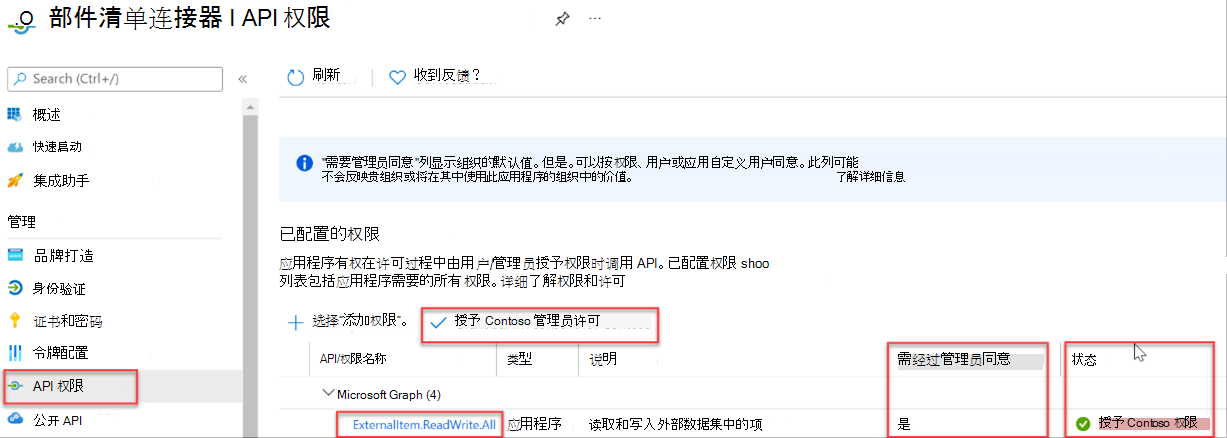 部件清单连接器 | API 权限
Search (Ctrl+/)
刷新
收到反馈？
概述
快速启动
集成助手
管理
品牌打造
身份验证
证书和密码
令牌配置
API 权限
公开 API
"需要管理员同意"列显示组织的默认值。但是。可以按权限、用户或应用自定义用户同意。此列可能
不会反映贵组织或将在其中使用此应用程序的组织中的价值。 了解详细信息
已配置的权限
应用程序有权在许可过程中由用户/管理员授予权限时调用 API。已配置权限 shoo
列表包括应用程序需要的所有权限。详细了解权限和许可
选择"添加权限"。
授予 Contoso 管理员许可
API/权限名称 类型 说明 需经过管理员同意 状态
Microsoft Graph (4)
ExternalItem.ReadWrite.All 应用程序 读取和写入外部数据集中的项 是 授予 Contoso 权限